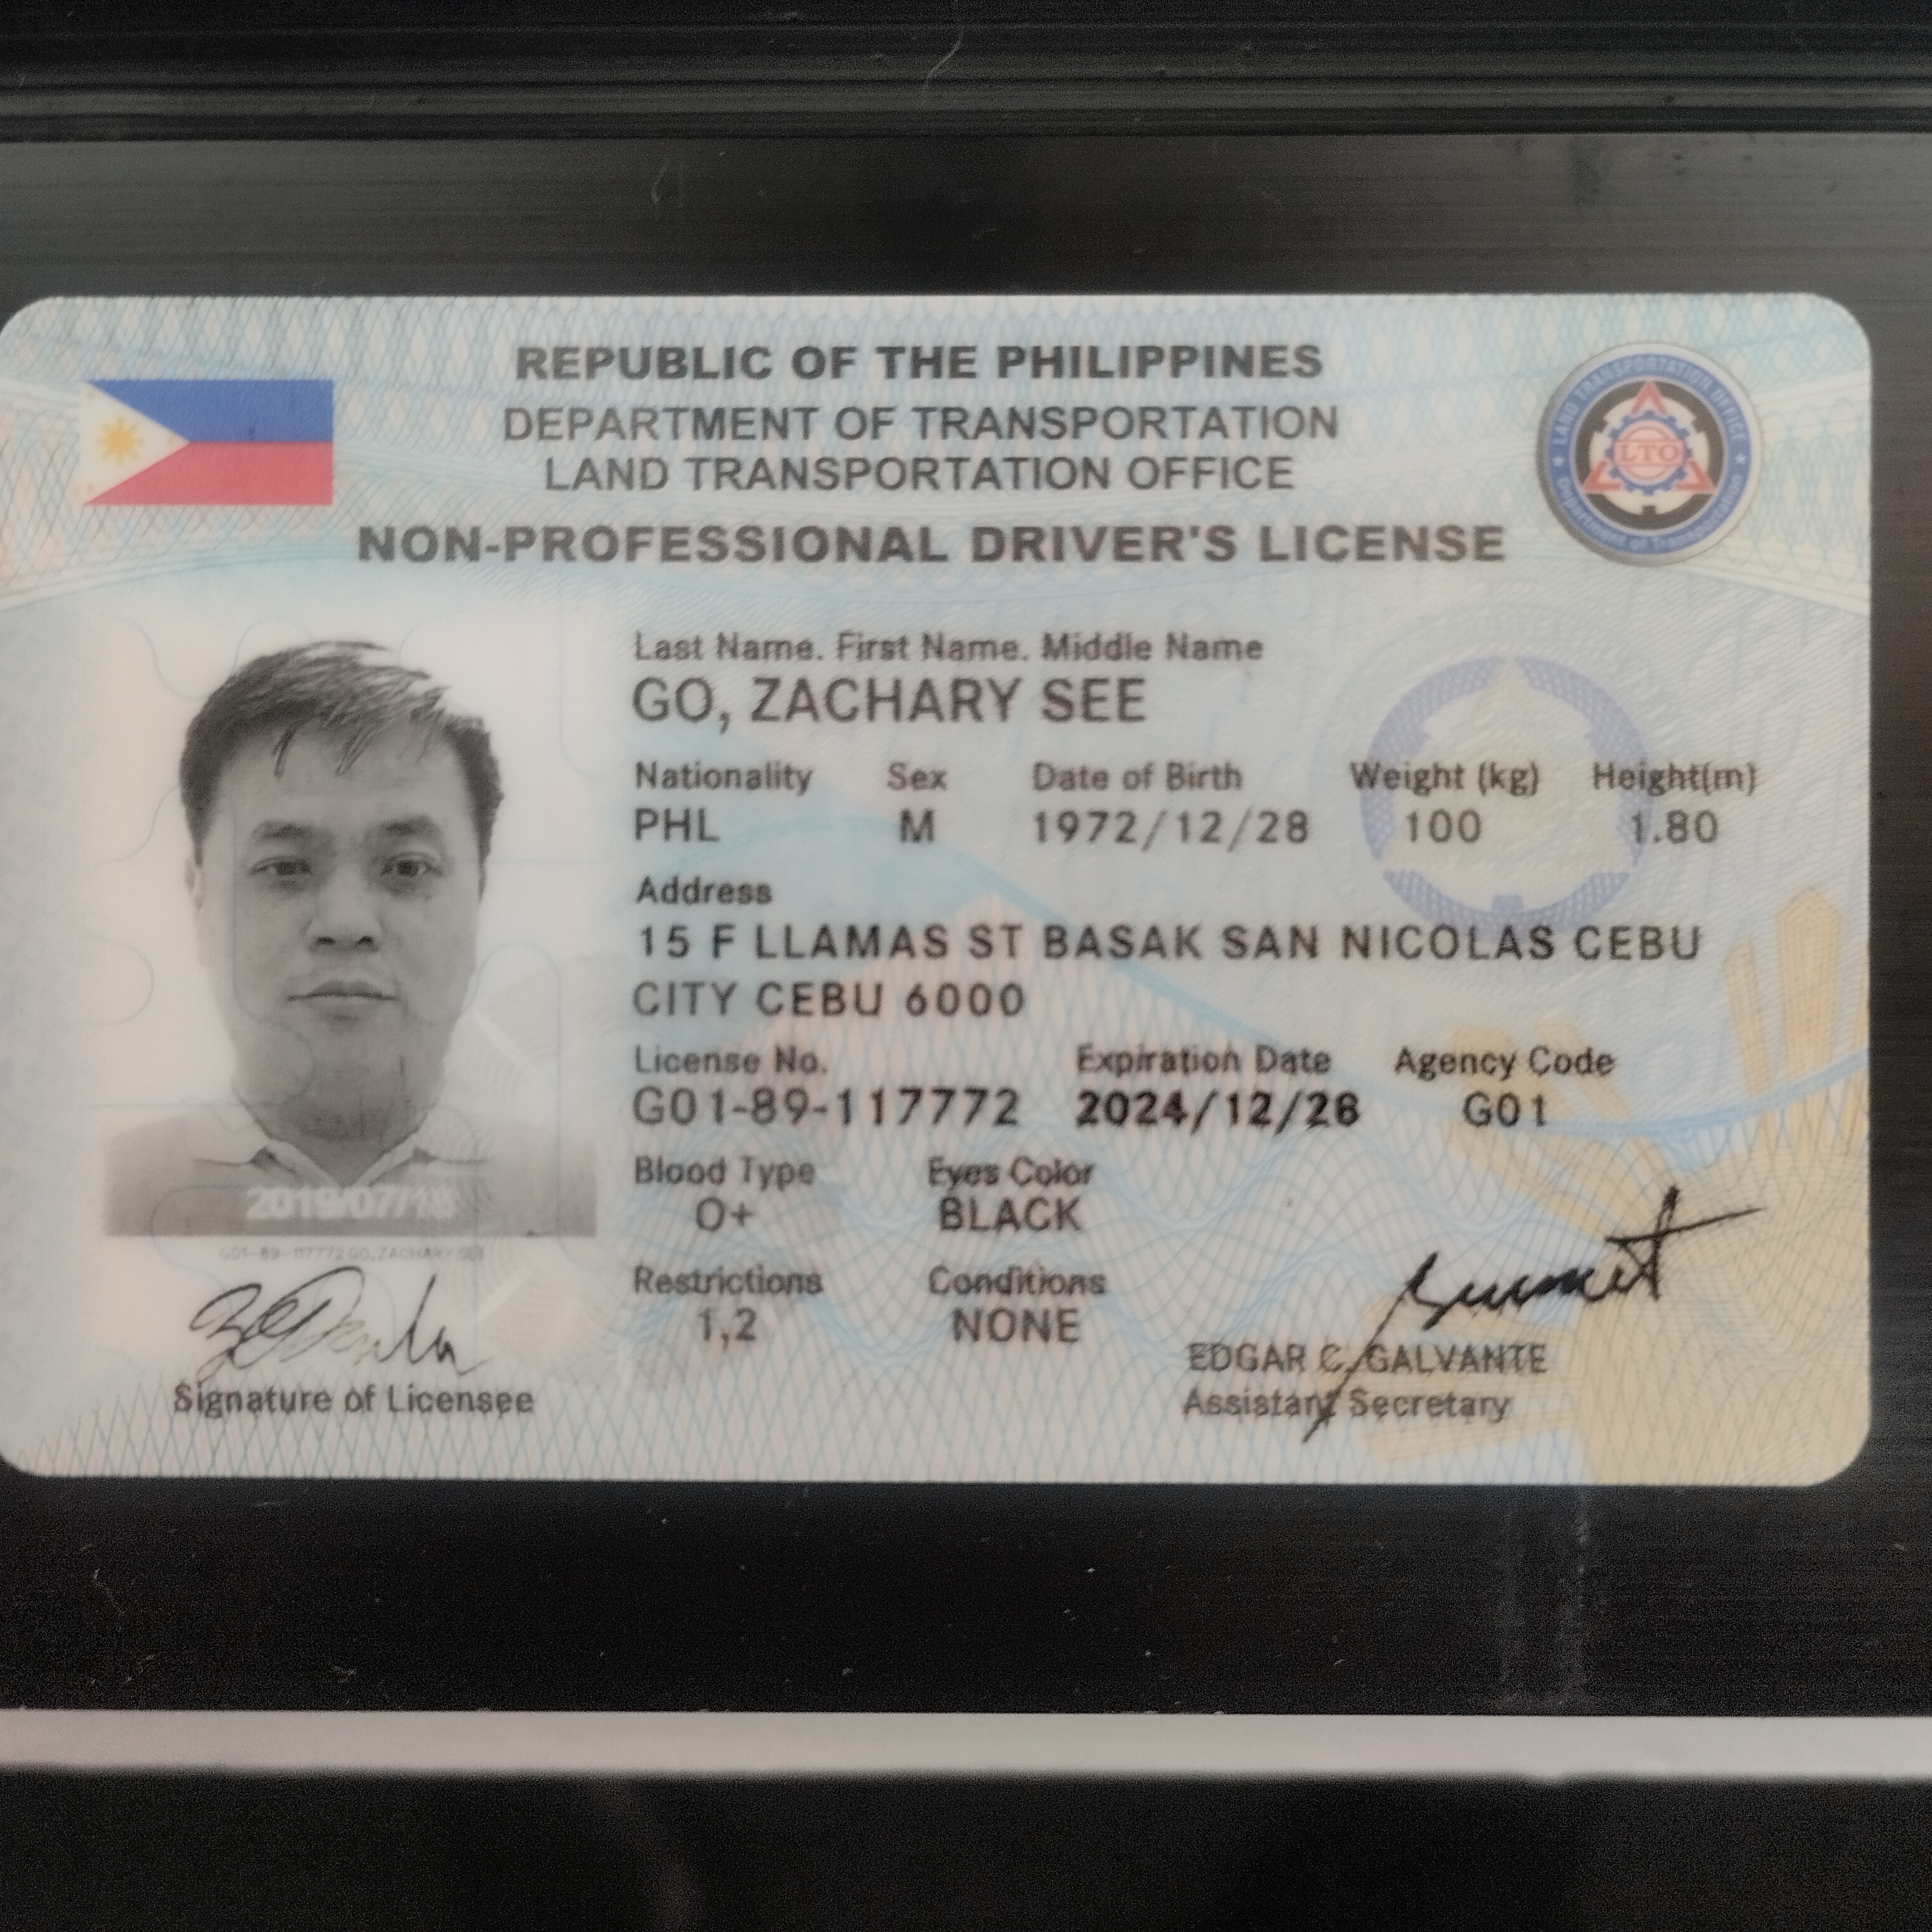 REPUBLIC OF THE PHILIPPINES
DEPARTMENT OF TRANSPORTATION
LAND TRANSPORTATION OFFICE
NON-PROFESSIONAL DRIVER'S LICENSE
LAND TRANSPORTATION OFFICE
LTO
Department of Transportation
Last Name. First Name. Middle Name
GO, ZACHARY SEE
Nationality Sex Date of Birth Weight (kg) Height(m)
PHL M 1972/12/28 100 1.80
Address
15 F LLAMAS ST BASAK SAN NICOLAS CEBU
CITY CEBU 6000
License No. Expiration Date Agency Code
G01-89-117772 2024/12/28 G01
Blood Type Eyes Color
O+ BLACK
Restrictions Conditions
1,2 NONE
2019/07/18
G01-89-117772 GO, ZACHARY SEE
Signature of Licensee
EDGAR C. GALVANTE
Assistant Secretary